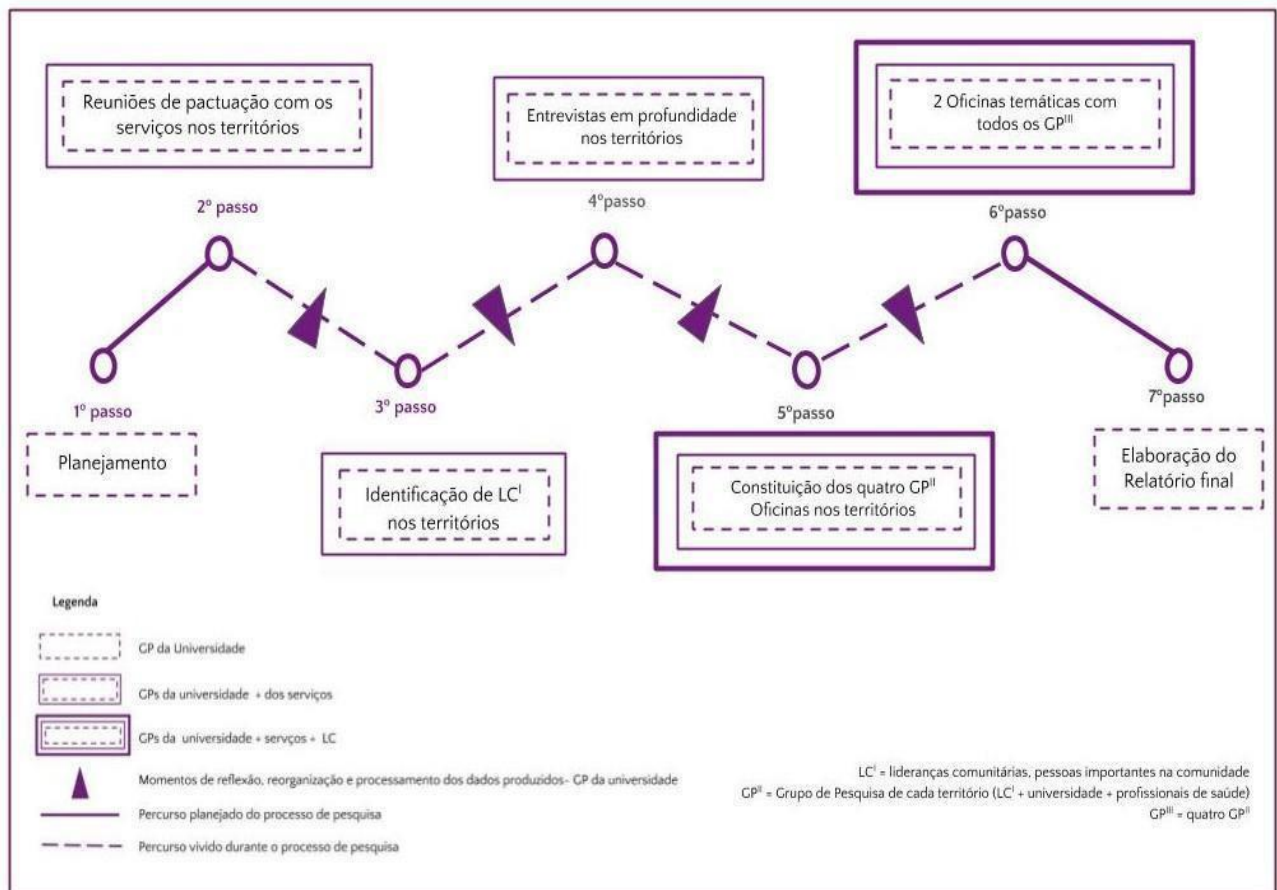 Reuniões de pactuação com os
serviços nos territórios
Entrevistas em profundidade
nos territórios
2 Oficinas temáticas com
todos os GPᴵᴵᴵ
2º passo
4ºpasso
6ºpasso
1º passo
3º passo
5ºpasso
7ºpasso
Planejamento
Identificação de LCᴵ
nos territórios
Constituição dos quatro GPᴵᴵ
Oficinas nos territórios
Elaboração do
Relatório final
Legenda
GP da Universidade
GPs da universidade + dos serviços
GPs da universidade + servços + LC
Momentos de reflexão, reorganização e processamento dos dados produzidos- GP da universidade
Percurso planejado do processo de pesquisa
Percurso vivido durante o processo de pesquisa
LCᴵ = lideranças comunitárias, pessoas importantes na comunidade
GPᴵᴵ = Grupo de Pesquisa de cada território (LCᴵ + universidade + profissionais de saúde)
GPᴵᴵᴵ = quatro GPᴵᴵ